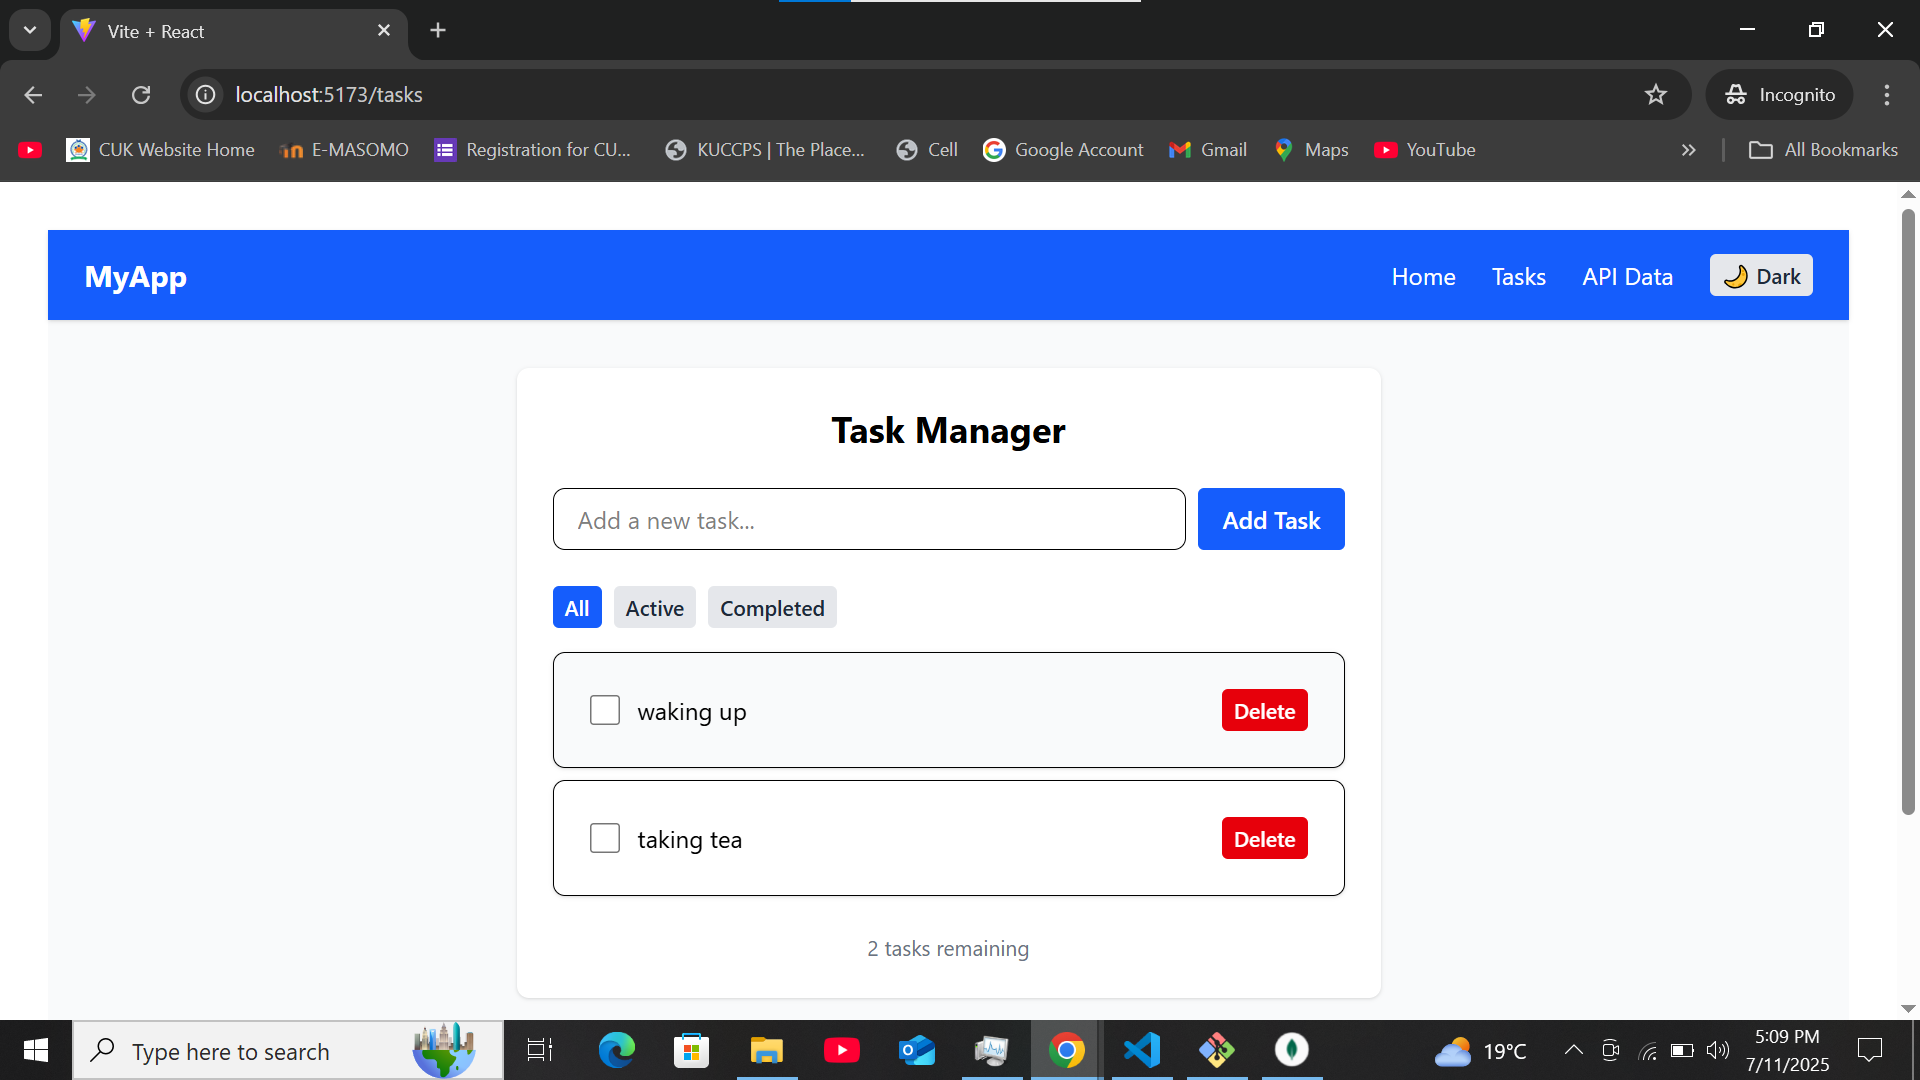 Vite + React
localhost:5173/tasks
Incognito
CUK Website Home
E-MASOMO
Registration for CU...
KUCCPS | The Place...
Cell
Google Account
Gmail
Maps
YouTube
All Bookmarks
MyApp
Home
Tasks
API Data
Dark
Task Manager
Add a new task...
Add Task
All
Active
Completed
waking up
Delete
taking tea
Delete
2 tasks remaining
Type here to search
19°C
5:09 PM
7/11/2025